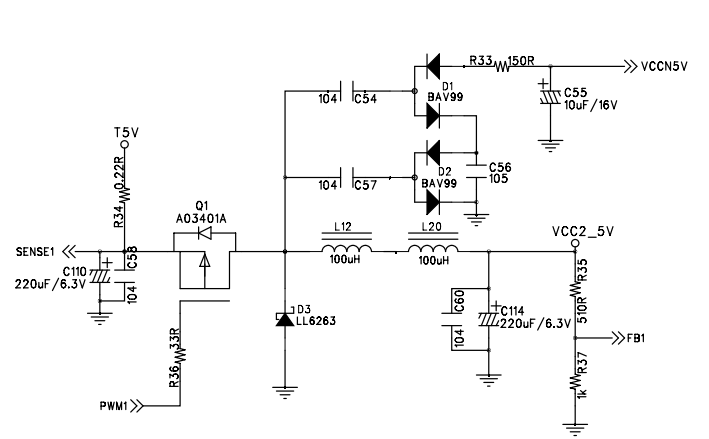 R33 150R
VCCN5V
D1
BAV99
104 C54
C55
10uF/16V
T5V
0.22R
R34
D2
BAV99
104 C57
C56
105
Q1
AO3401A
L12
100uH
L20
100uH
VCC2_5V
SENSE1
C110
220uF/6.3V
C58
104
R35
510R
D3
LL6263
C60
104
C114
220uF/6.3V
FB1
33R
R36
R37
1k
PWM1